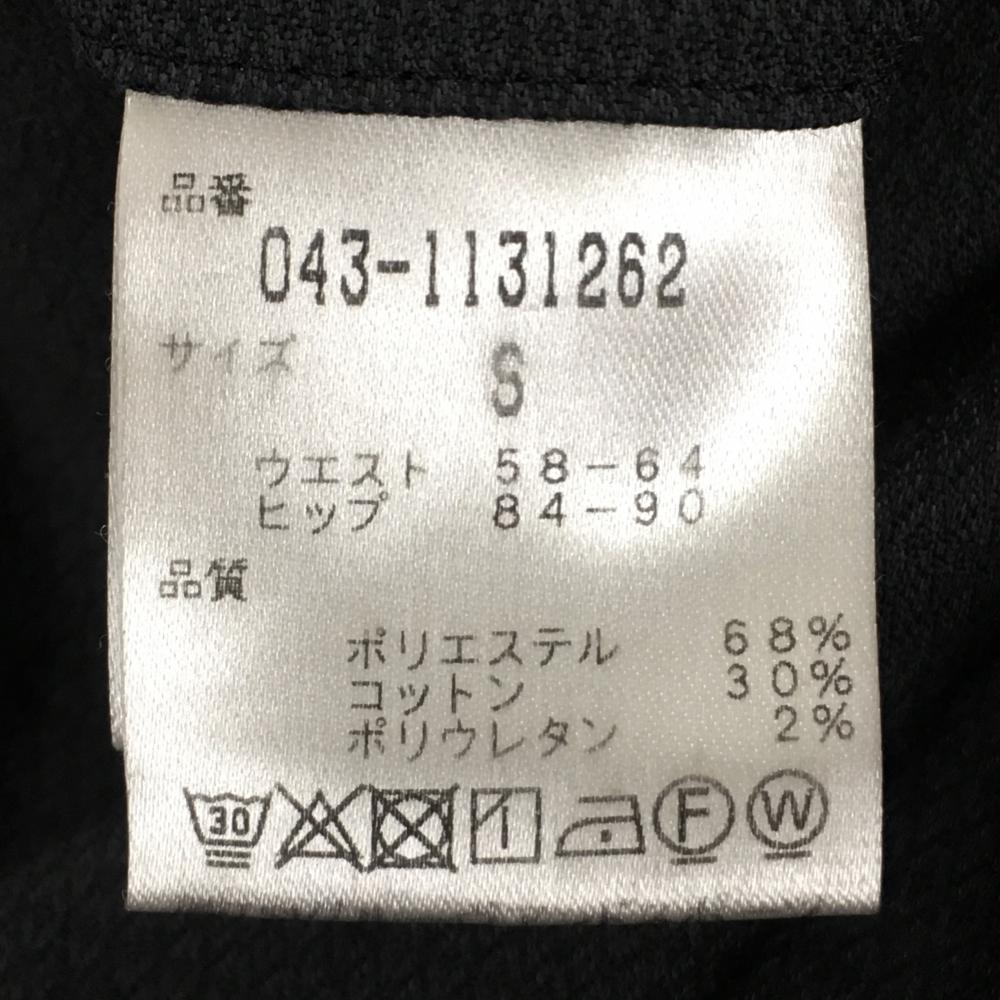 品番
043-1131262
サイズ S
ウエスト 58-64
ヒップ 84-90
品質
ポリエステル 68%
コットン 30%
ポリウレタン 2%
30 F W